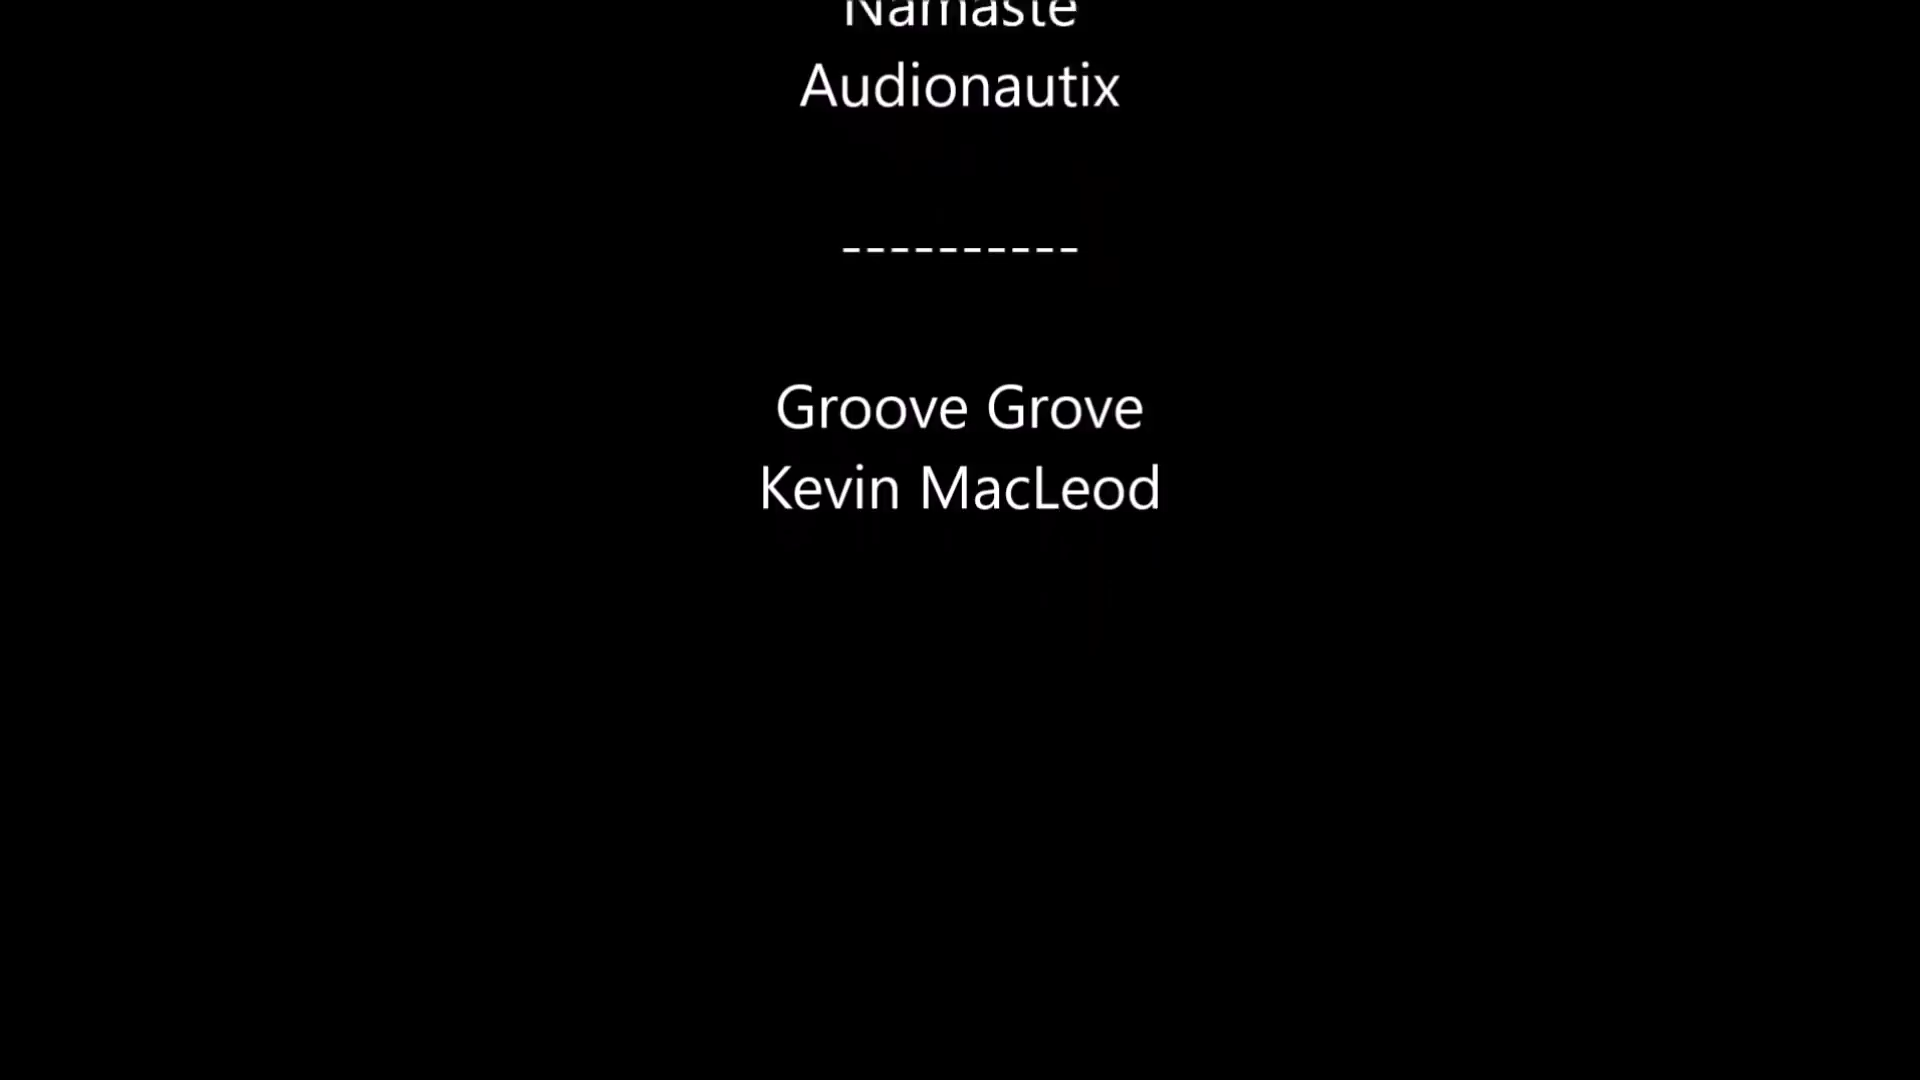 Namaste
Audionautix
----------
Groove Grove
Kevin MacLeod